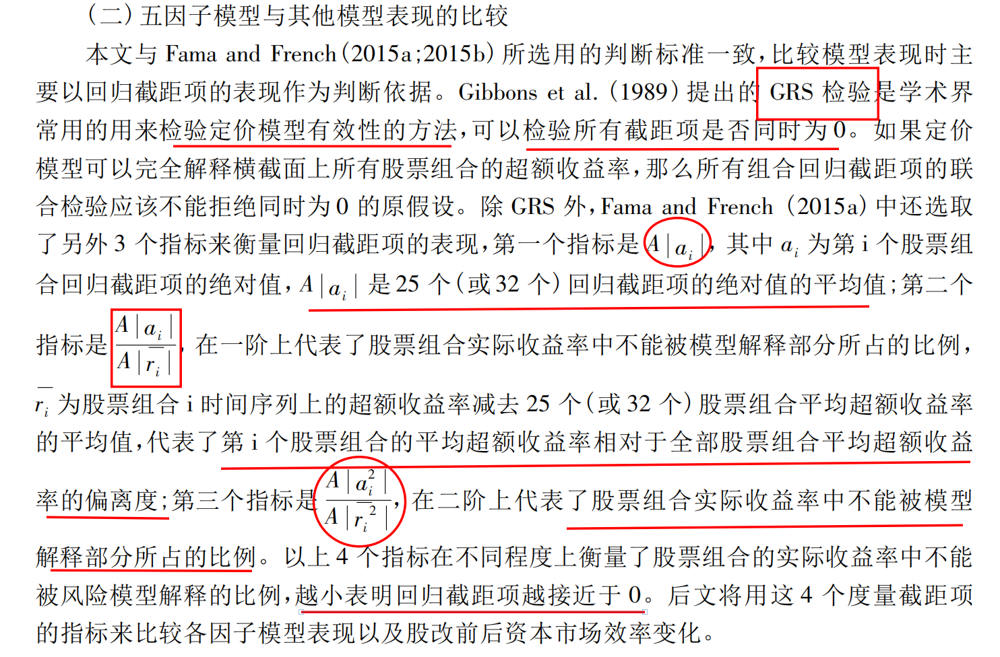 (二)五因子模型与其他模型表现的比较
本文与 Fama and French(2015a;2015b)所选用的判断标准一致,比较模型表现时主
要以回归截距项的表现作为判断依据。Gibbons et al. (1989)提出的 GRS 检验是学术界
常用的用来检验定价模型有效性的方法,可以检验所有截距项是否同时为 0。如果定价
模型可以完全解释横截面上所有股票组合的超额收益率,那么所有组合回归截距项的联
合检验应该不能拒绝同时为 0 的原假设。除 GRS 外,Fama and French (2015a)中还选取
了另外 3 个指标来衡量回归截距项的表现,第一个指标是 A|a_i|, 其中 a_i 为第 i 个股票组
合回归截距项的绝对值,A|a_i| 是 25 个(或 32 个)回归截距项的绝对值的平均值;第二个
指标是 A|a_i| / A|\overline{r_i}|, 在一阶上代表了股票组合实际收益率中不能被模型解释部分所占的比例,
\overline{r_i} 为股票组合 i 时间序列上的超额收益率减去 25 个(或 32 个)股票组合平均超额收益率
的平均值,代表了第 i 个股票组合的平均超额收益率相对于全部股票组合平均超额收益
率的偏离度;第三个指标是 A|a_i^2| / A|\overline{r_i}^2|, 在二阶上代表了股票组合实际收益率中不能被模型
解释部分所占的比例。以上 4 个指标在不同程度上衡量了股票组合的实际收益率中不能
被风险模型解释的比例,越小表明回归截距项越接近于 0。后文将用这 4 个度量截距项
的指标来比较各因子模型表现以及股改前后资本市场效率变化。